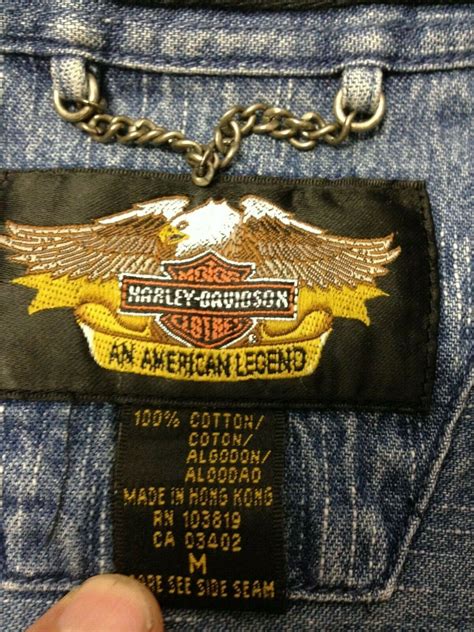 MOTOR
HARLEY-DAVIDSON
CLOTHES
®
AN AMERICAN LEGEND
100% COTTON/
COTON/
ALGODON/
ALGODAO
MADE IN HONG KONG
RN 103819
CA 03402
M
SEE SIDE SEAM